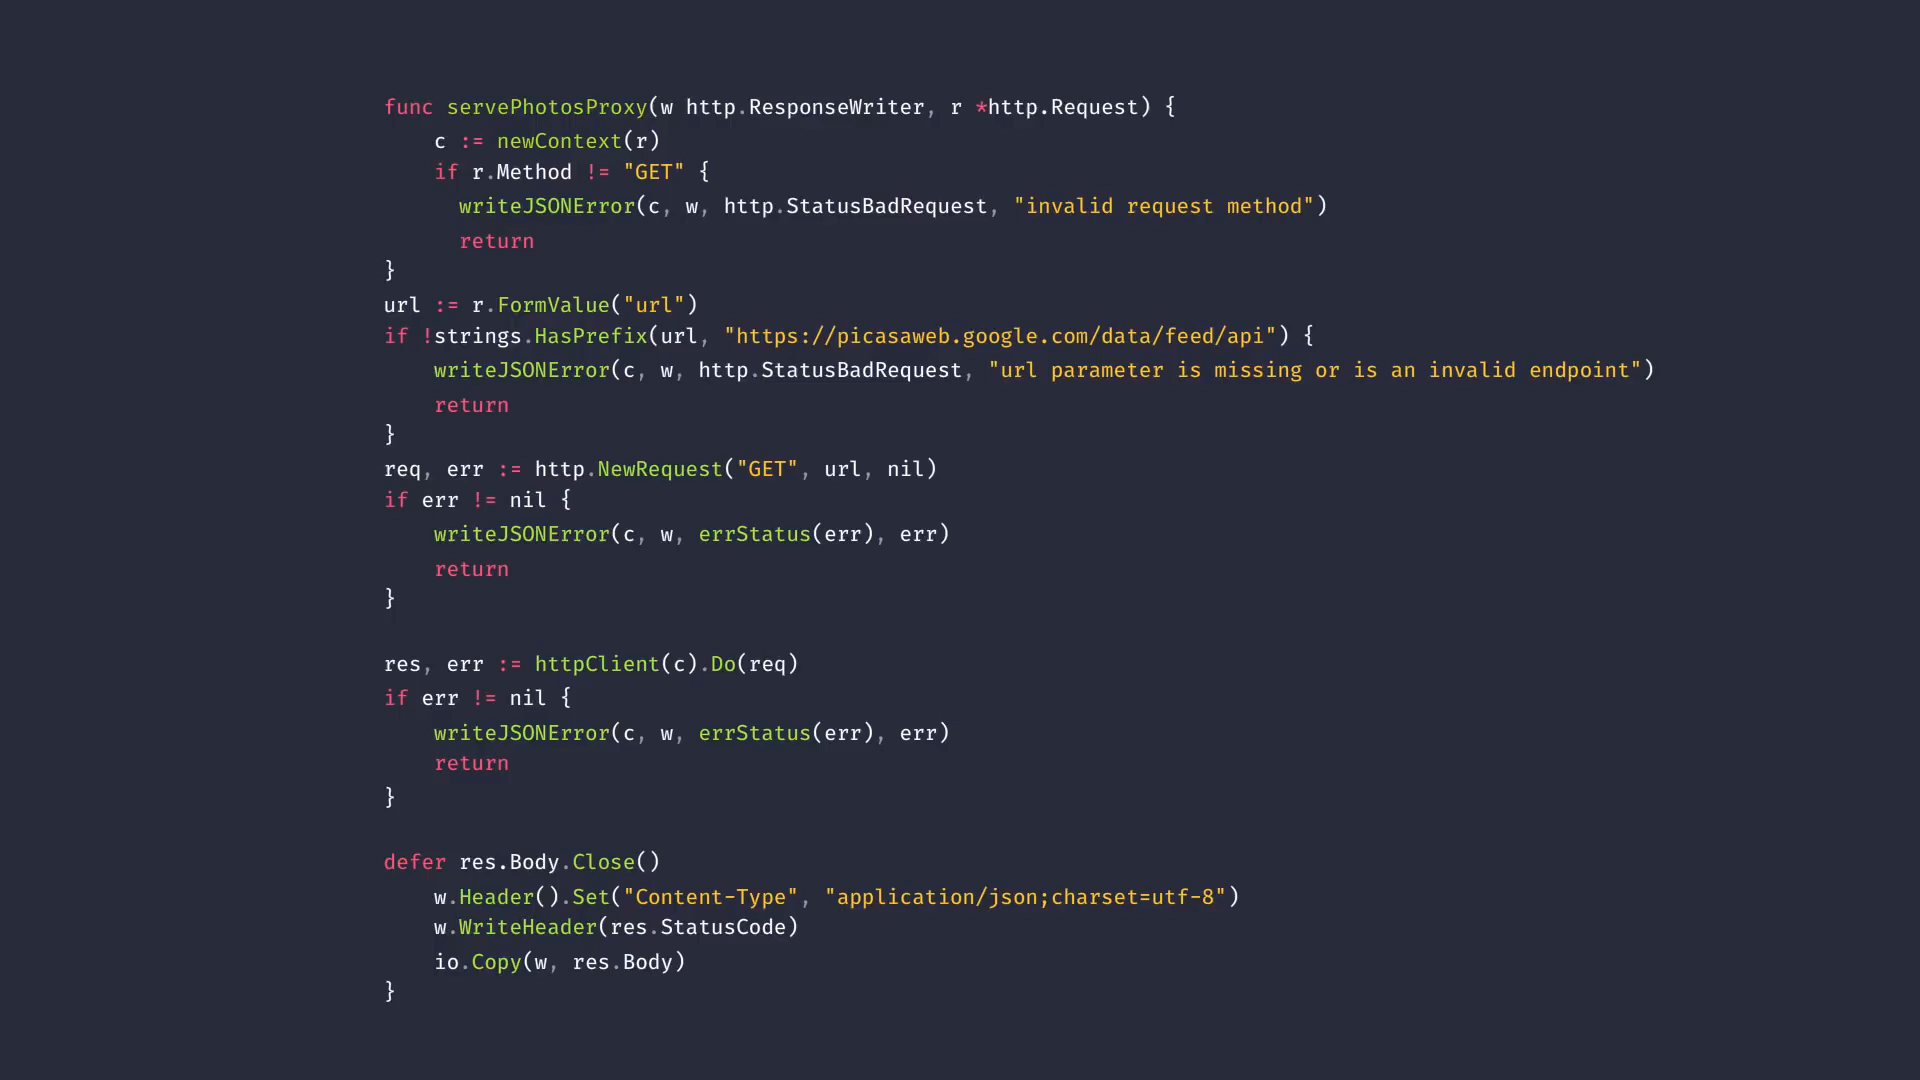 func servePhotosProxy(w http.ResponseWriter, r *http.Request) {
    c := newContext(r)
    if r.Method != "GET" {
      writeJSONError(c, w, http.StatusBadRequest, "invalid request method")
      return
}
url := r.FormValue("url")
if !strings.HasPrefix(url, "https://picasaweb.google.com/data/feed/api") {
    writeJSONError(c, w, http.StatusBadRequest, "url parameter is missing or is an invalid endpoint")
    return
}
req, err := http.NewRequest("GET", url, nil)
if err != nil {
    writeJSONError(c, w, errStatus(err), err)
    return
}

res, err := httpClient(c).Do(req)
if err != nil {
    writeJSONError(c, w, errStatus(err), err)
    return
}

defer res.Body.Close()
    w.Header().Set("Content-Type", "application/json;charset=utf-8")
    w.WriteHeader(res.StatusCode)
    io.Copy(w, res.Body)
}